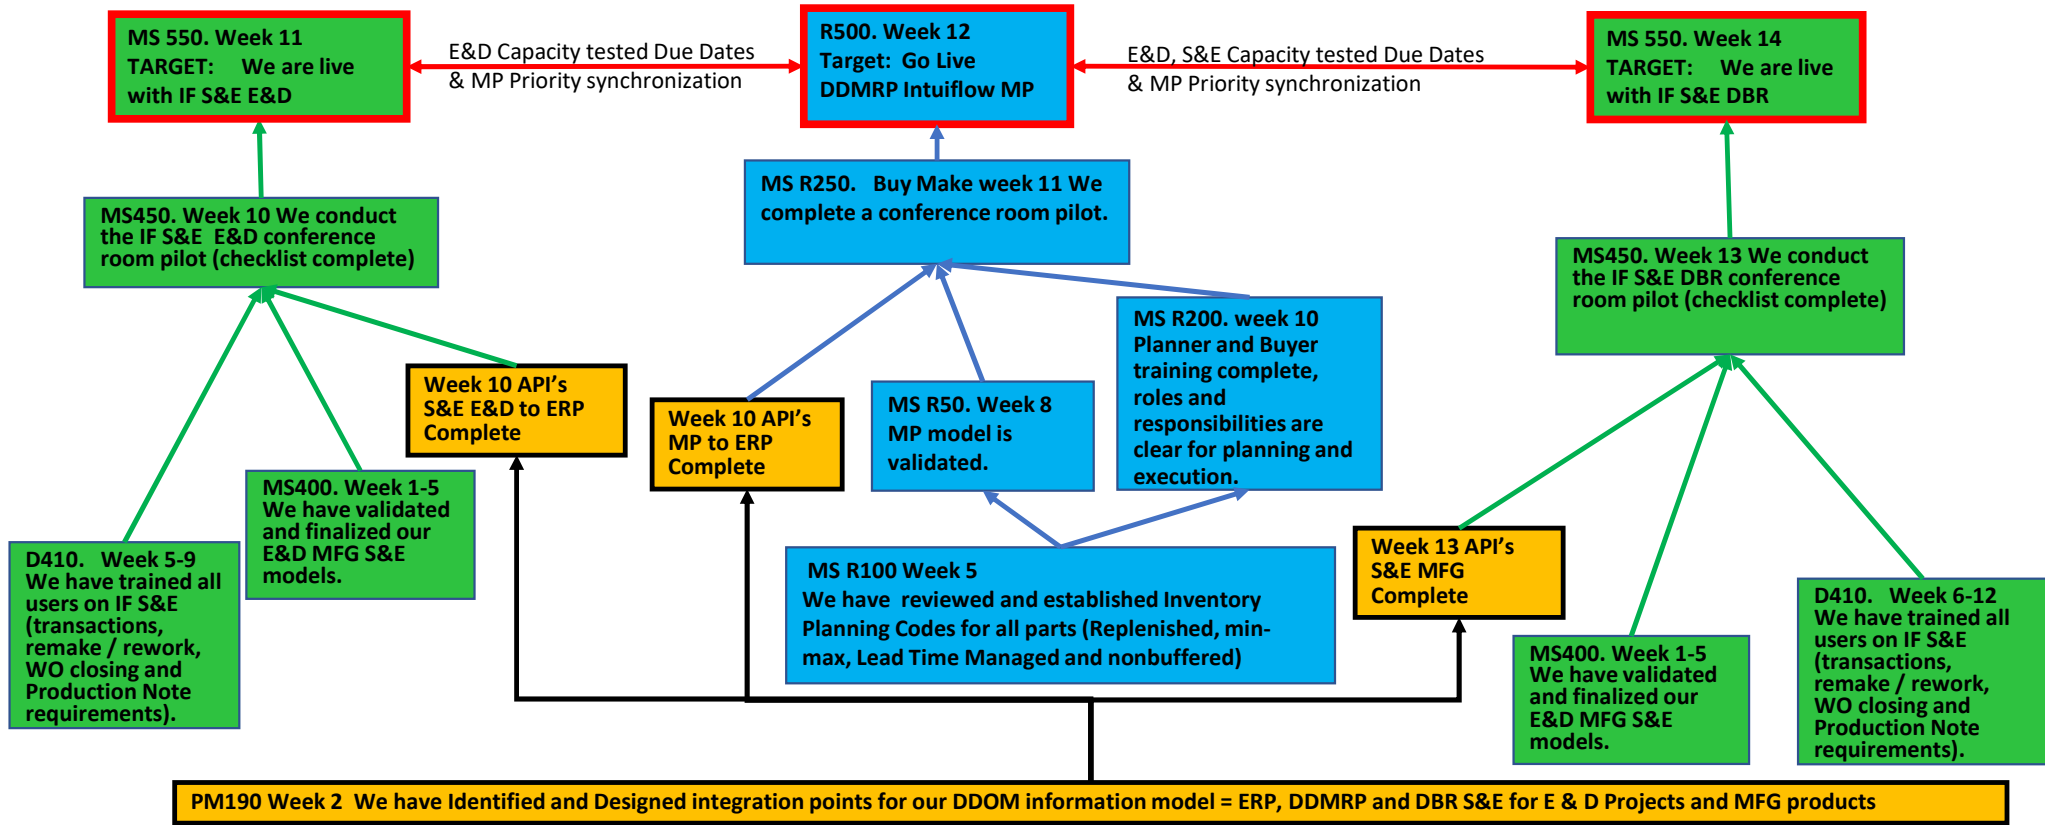 MS 550. Week 11
TARGET: We are live
with IF S&E E&D
E&D Capacity tested Due Dates
& MP Priority synchronization
R500. Week 12
Target: Go Live
DDMRP Intuiflow MP
E&D, S&E Capacity tested Due Dates
& MP Priority synchronization
MS 550. Week 14
TARGET: We are live
with IF S&E DBR
MS450. Week 10 We conduct
the IF S&E E&D conference
room pilot (checklist complete)
MS R250. Buy Make week 11 We
complete a conference room pilot.
MS450. Week 13 We conduct
the IF S&E DBR conference
room pilot (checklist complete)
Week 10 API's
S&E E&D to ERP
Complete
Week 10 API's
MP to ERP
Complete
MS R50. Week 8
MP model is
validated.
MS R200. week 10
Planner and Buyer
training complete,
roles and
responsibilities are
clear for planning and
execution.
MS400. Week 1-5
We have validated
and finalized our
E&D MFG S&E
models.
D410. Week 5-9
We have trained all
users on IF S&E
(transactions,
remake / rework,
WO closing and
Production Note
requirements).
MS R100 Week 5
We have reviewed and established Inventory
Planning Codes for all parts (Replenished, min-
max, Lead Time Managed and nonbuffered)
Week 13 API's
S&E MFG
Complete
MS400. Week 1-5
We have validated
and finalized our
E&D MFG S&E
models.
D410. Week 6-12
We have trained all
users on IF S&E
(transactions,
remake / rework,
WO closing and
Production Note
requirements).
PM190 Week 2 We have Identified and Designed integration points for our DDOM information model = ERP, DDMRP and DBR S&E for E & D Projects and MFG products